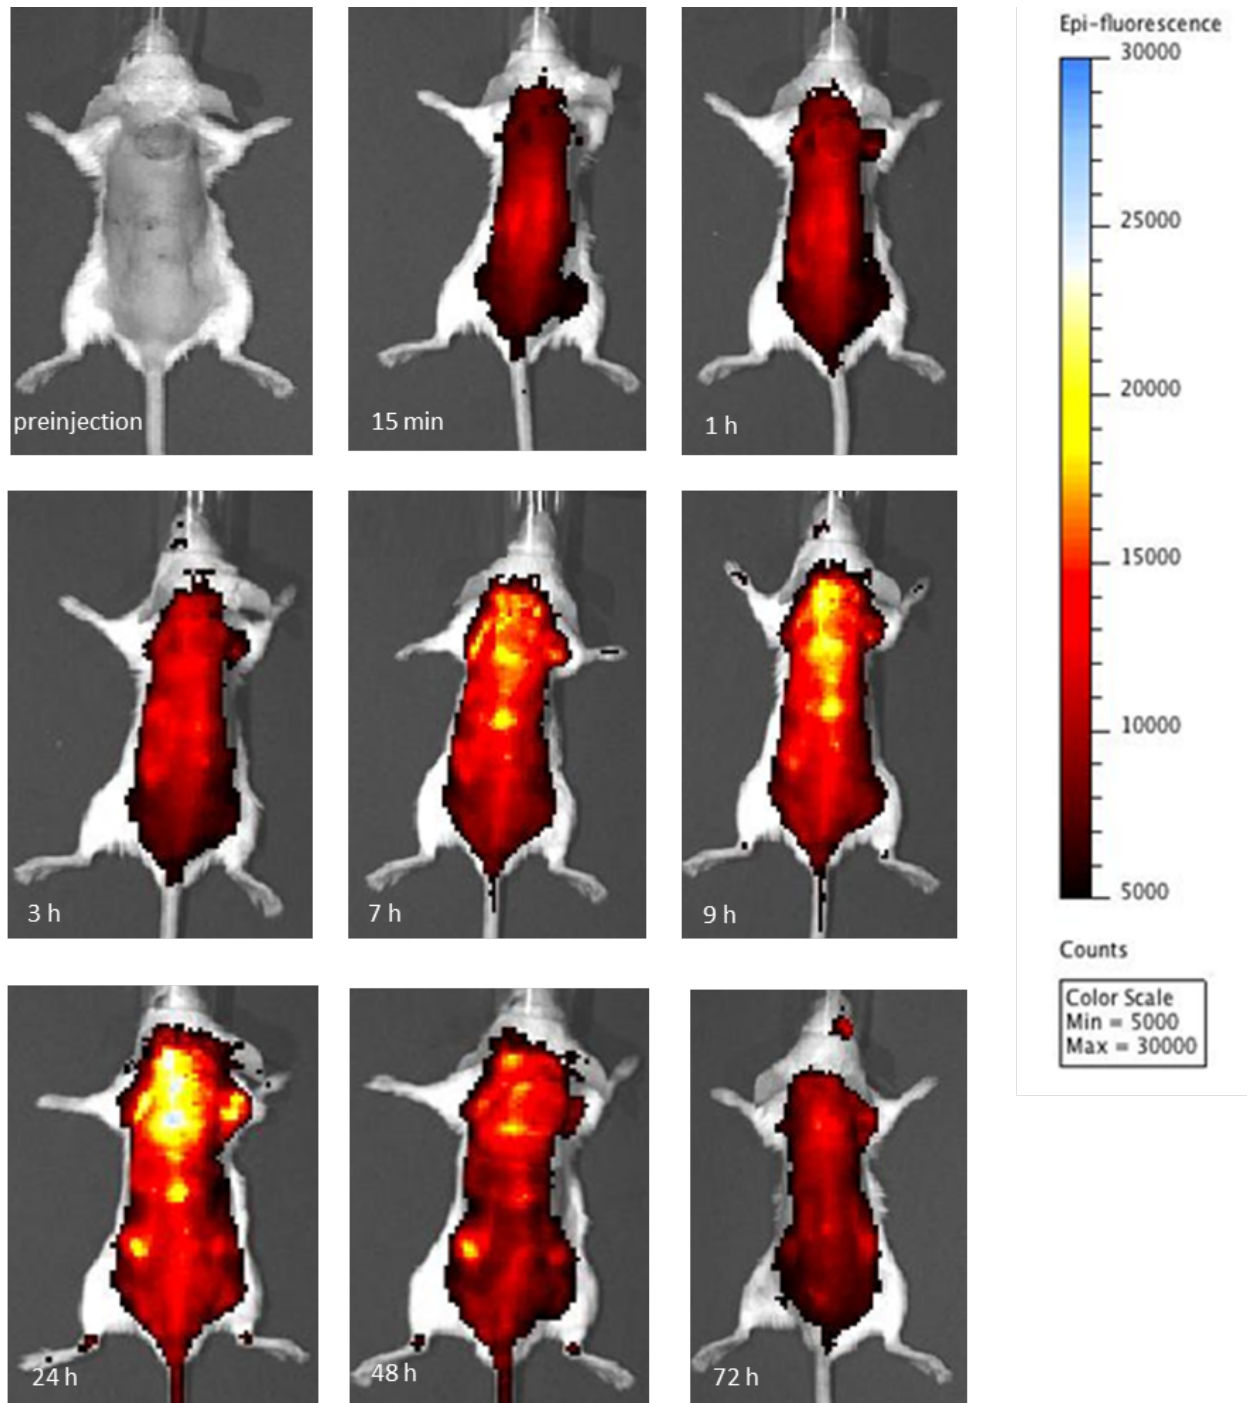 preinjection
15 min
1 h
3 h
7 h
9 h
24 h
48 h
72 h
Epi-fluorescence
30000
25000
20000
15000
10000
5000
Counts
Color Scale
Min = 5000
Max = 30000